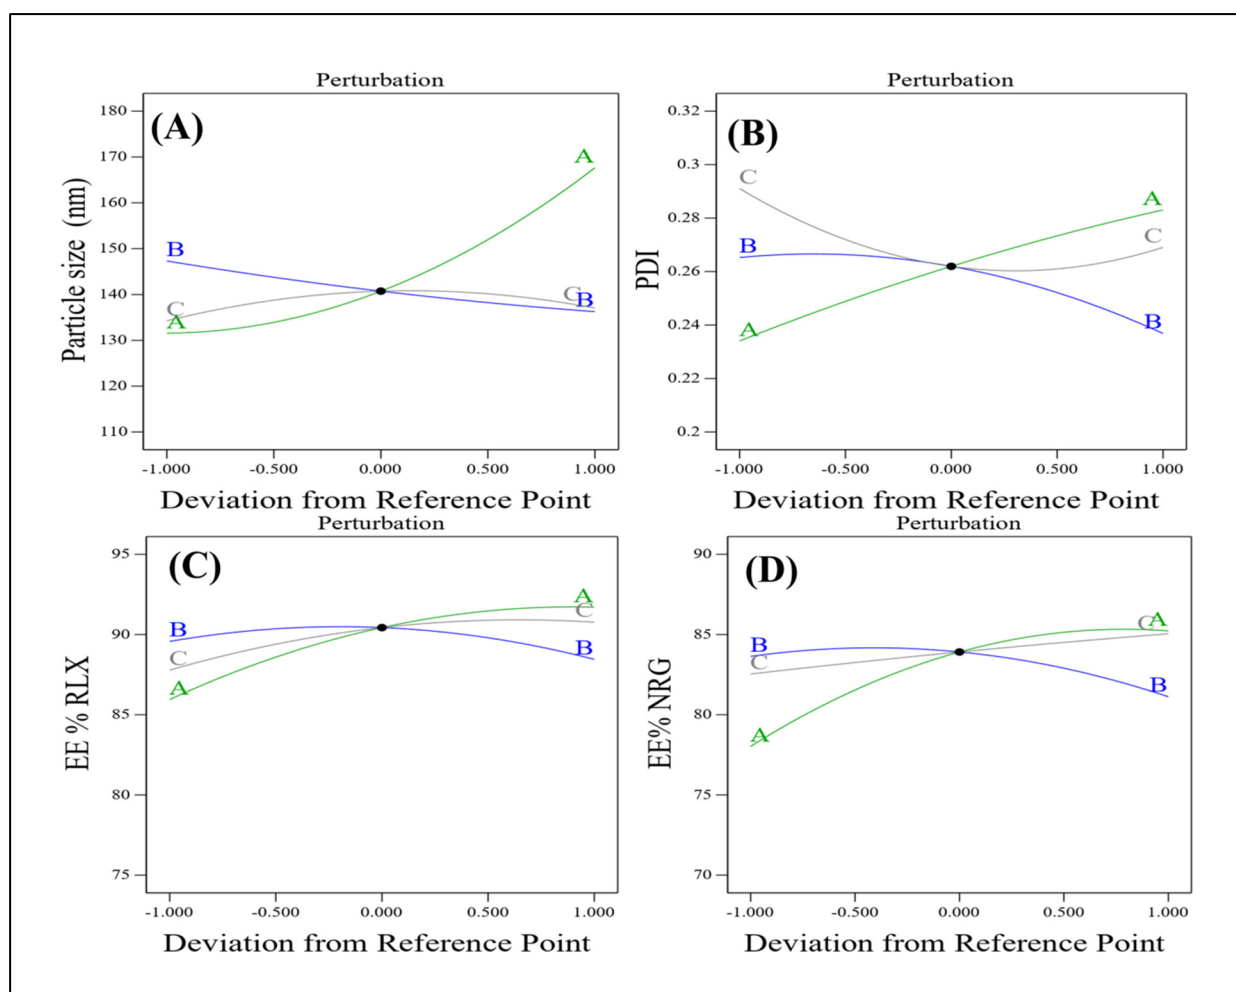 Perturbation
(A)
Particle size (nm)
180
170
160
150
140
130
120
110
A
B
C
A
C
B
-1.000
-0.500
0.000
0.500
1.000
Deviation from Reference Point
Perturbation
(B)
PDI
0.32
0.3
0.28
0.26
0.24
0.22
0.2
C
B
A
A
C
B
-1.000
-0.500
0.000
0.500
1.000
Deviation from Reference Point
Perturbation
(C)
EE % RLX
95
90
85
80
75
B
C
A
A
C
B
-1.000
-0.500
0.000
0.500
1.000
Deviation from Reference Point
Perturbation
(D)
EE% NRG
90
85
80
75
70
B
C
A
C
A
B
-1.000
-0.500
0.000
0.500
1.000
Deviation from Reference Point